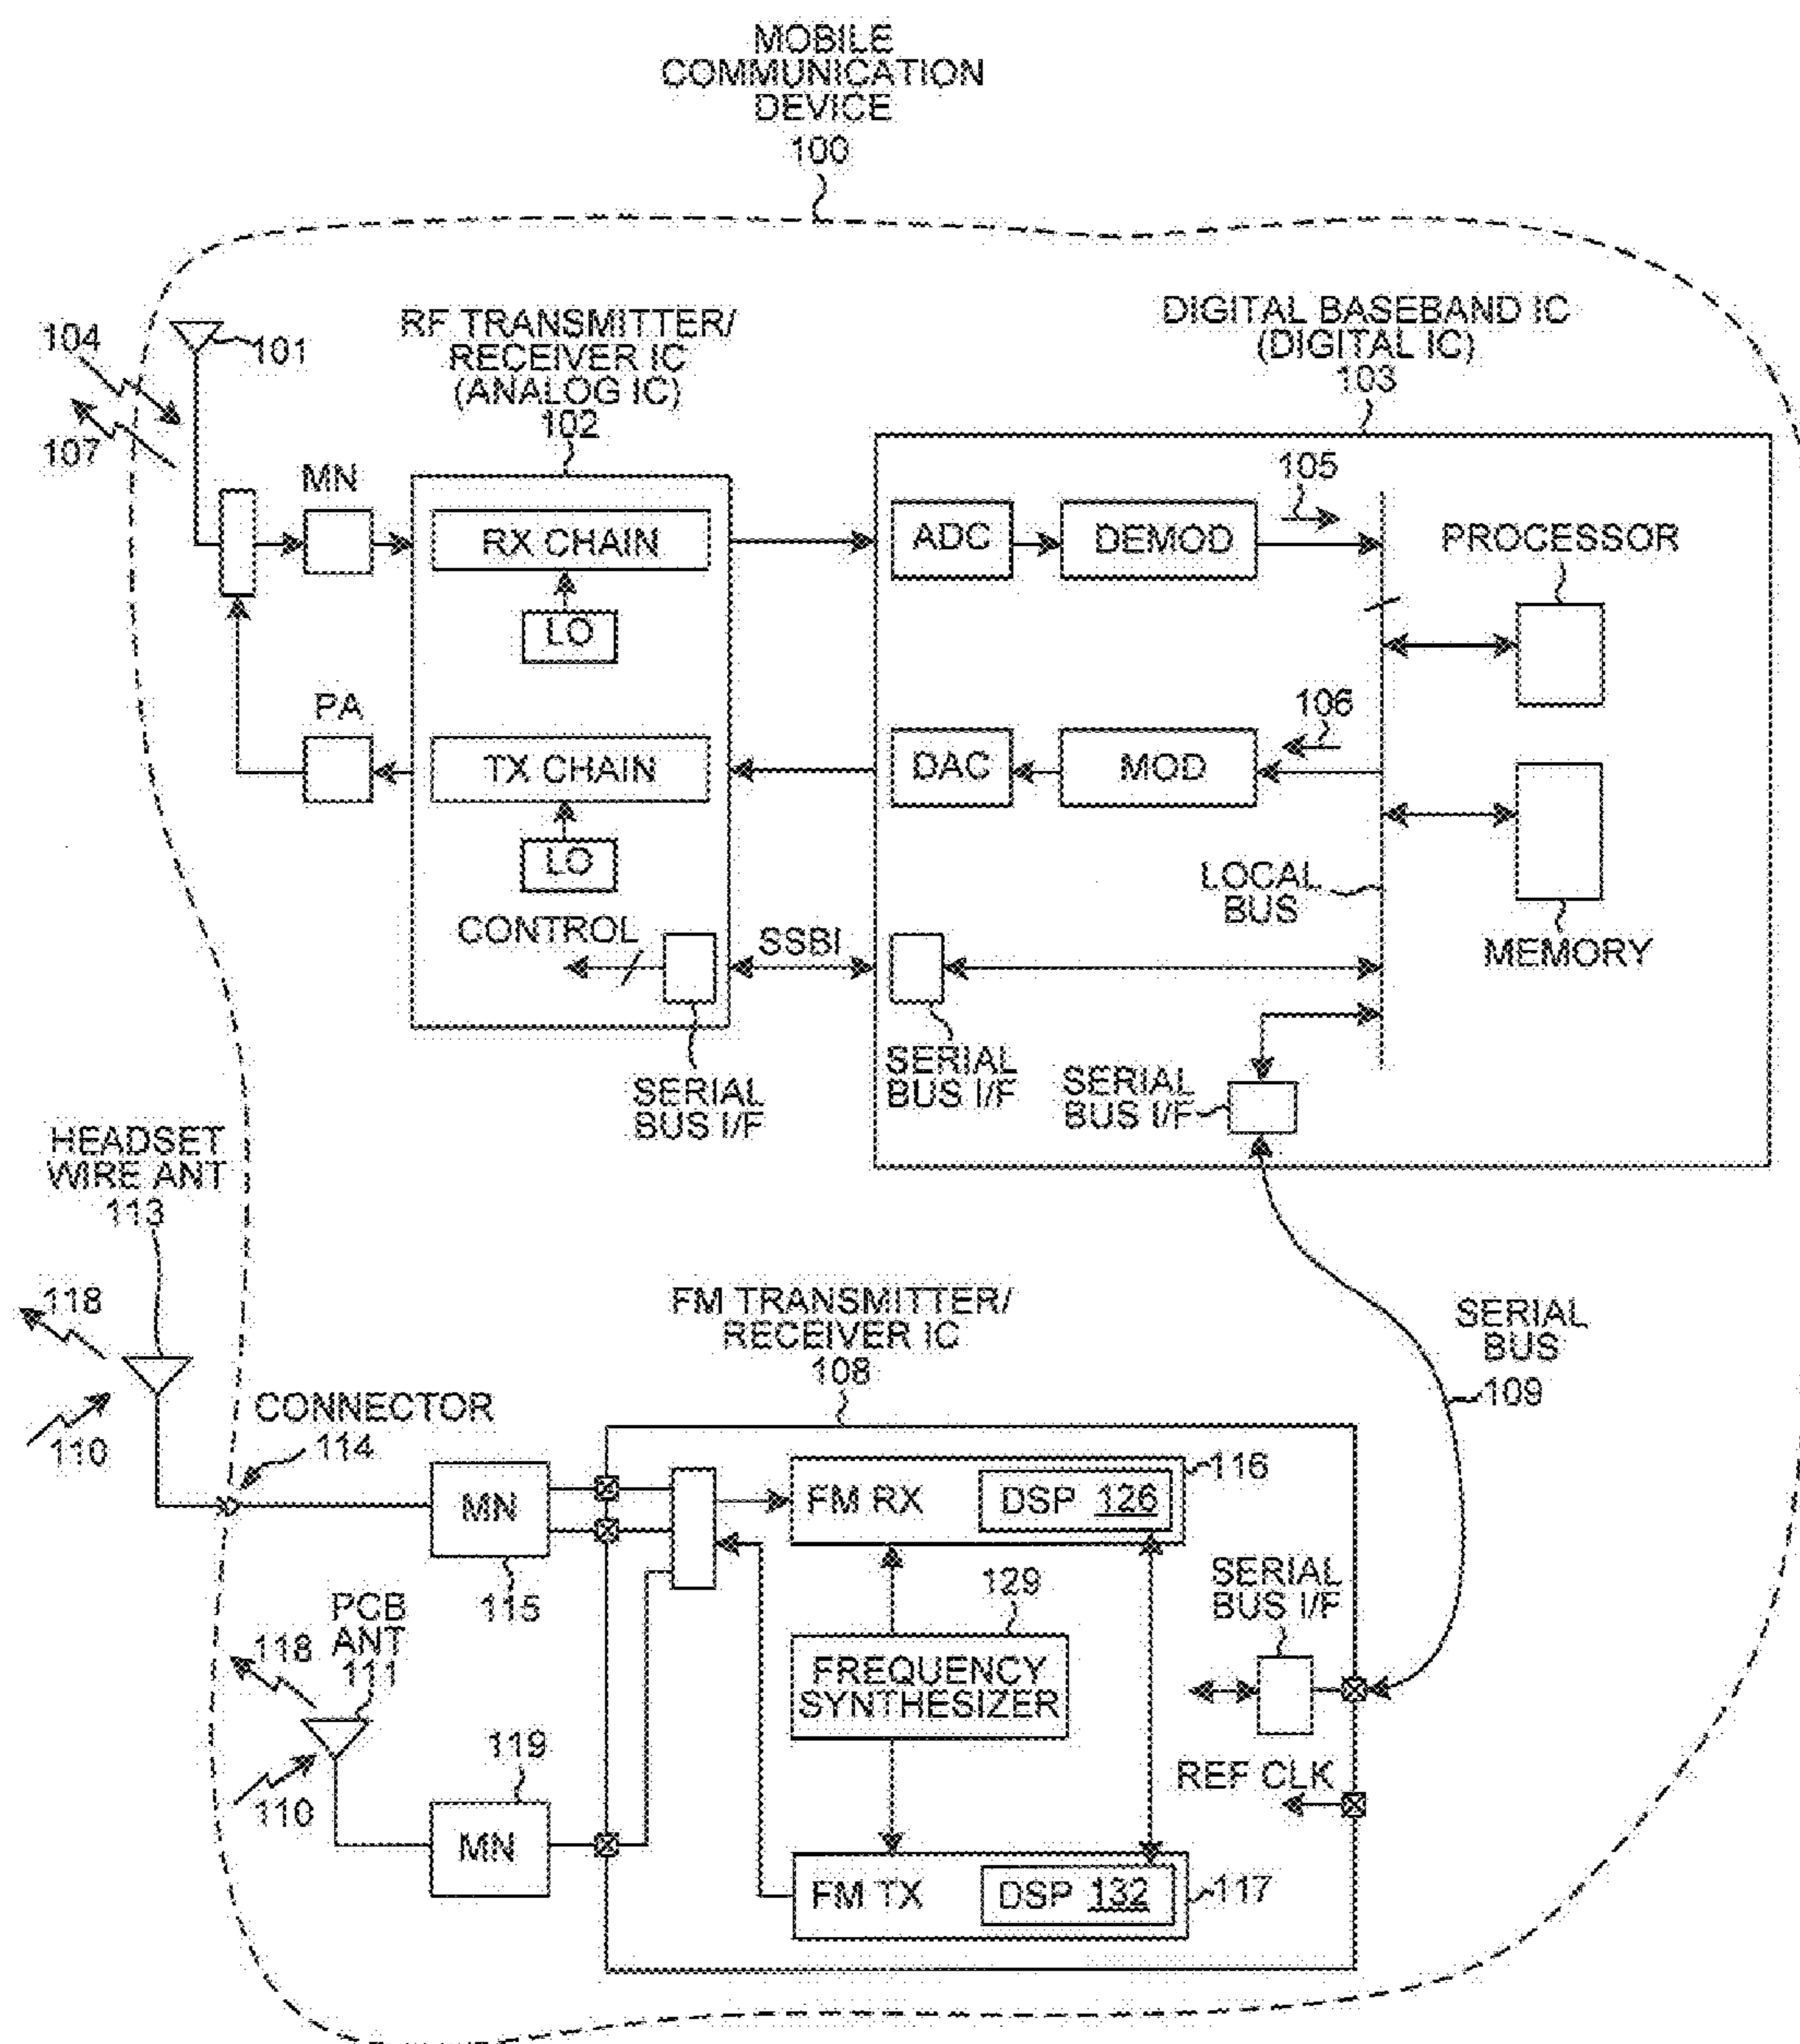 MOBILE
COMMUNICATION
DEVICE
100
RF TRANSMITTER/
RECEIVER IC
(ANALOG IC)
102
DIGITAL BASEBAND IC
(DIGITAL IC)
103
104
101
107
MN
RX CHAIN
LO
PA
TX CHAIN
LO
CONTROL
SSBI
SERIAL
BUS I/F
ADC
DEMOD
105
PROCESSOR
106
DAC
MOD
LOCAL
BUS
MEMORY
SERIAL
BUS I/F
SERIAL
BUS I/F
HEADSET
WIRE ANT
113
118
110
CONNECTOR
114
FM TRANSMITTER/
RECEIVER IC
108
SERIAL
BUS
109
MN
115
FM RX
DSP 126
116
129
FREQUENCY
SYNTHESIZER
SERIAL
BUS I/F
PCB
ANT
111
118
110
119
MN
REF CLK
FM TX
DSP 132
117